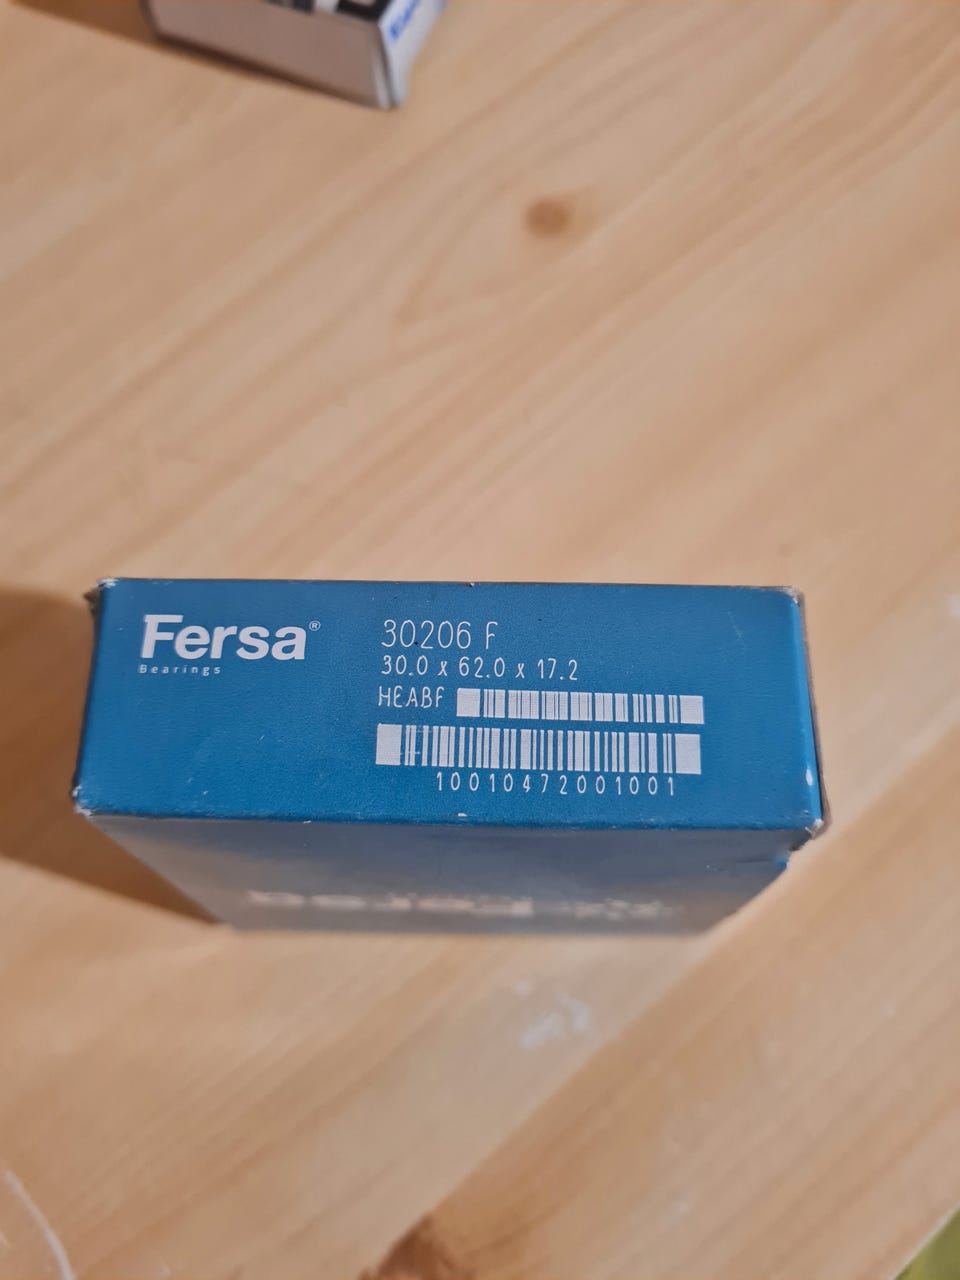 Fersa®
Bearings
30206 F
30.0 x 62.0 x 17.2
HEABF
10010472001001